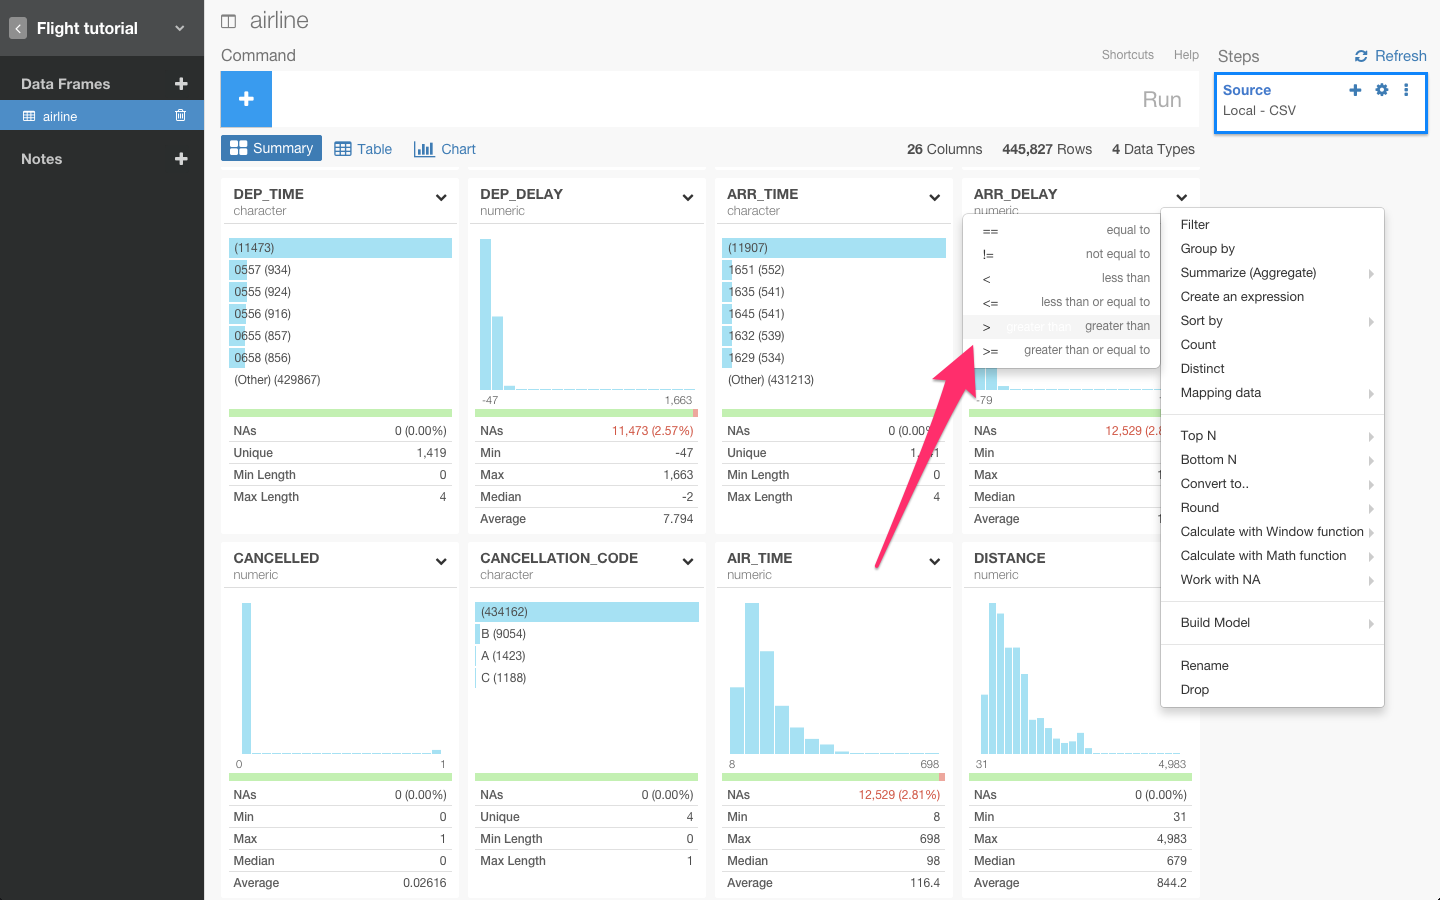 Flight tutorial
Data Frames
airline
Notes
airline
Command
Shortcuts Help
Run
Steps
Refresh
Source
Local - CSV
Summary Table Chart
26 Columns 445,827 Rows 4 Data Types
DEP_TIME
character
(11473)
0557 (934)
0555 (924)
0556 (916)
0655 (857)
0658 (856)
(Other) (429867)
NAs 0 (0.00%)
Unique 1,419
Min Length 0
Max Length 4
DEP_DELAY
numeric
-47 1,663
NAs 11,473 (2.57%)
Min -47
Max 1,663
Median -2
Average 7.794
ARR_TIME
character
(11907)
1651 (552)
1635 (541)
1645 (541)
1632 (539)
1629 (534)
(Other) (431213)
NAs
Unique
Min Length 0
Max Length 4
ARR_DELAY
numeric
-79
NAs
Min
Max
Median
Average
== equal to
!= not equal to
< less than
<= less than or equal to
> greater than greater than
>= greater than or equal to
Filter
Group by
Summarize (Aggregate)
Create an expression
Sort by
Count
Distinct
Mapping data
Top N
Bottom N
Convert to..
Round
Calculate with Window function
Calculate with Math function
Work with NA
Build Model
Rename
Drop
CANCELLED
numeric
0 1
NAs 0 (0.00%)
Min 0
Max 1
Median 0
Average 0.02616
CANCELLATION_CODE
character
(434162)
B (9054)
A (1423)
C (1188)
NAs 0 (0.00%)
Unique 4
Min Length 0
Max Length 1
AIR_TIME
numeric
8 698
NAs 12,529 (2.81%)
Min 8
Max 698
Median 98
Average 116.4
DISTANCE
numeric
31 4,983
NAs 0 (0.00%)
Min 31
Max 4,983
Median 679
Average 844.2